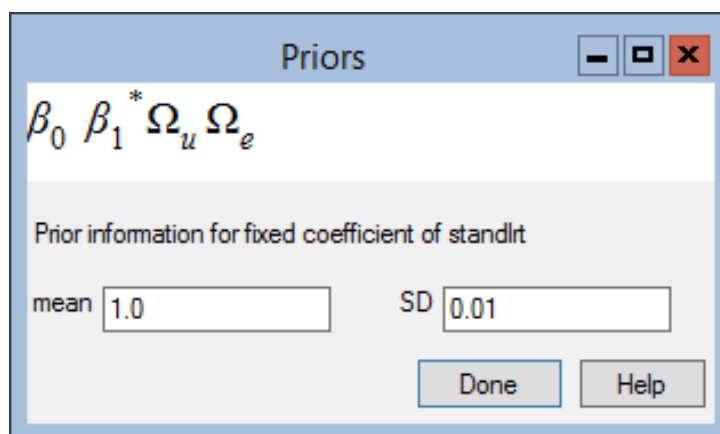 Priors
β₀ β₁* Ωᵤ Ωₑ
Prior information for fixed coefficient of standlrt
mean 1.0 SD 0.01
Done Help